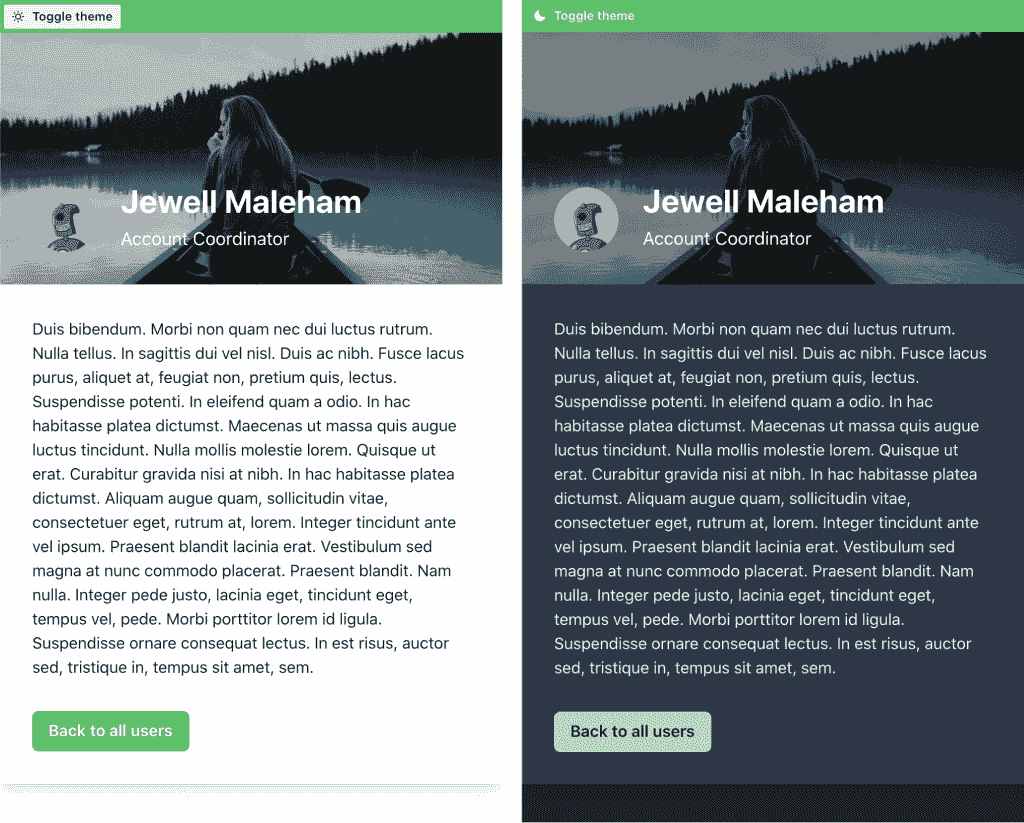 Toggle theme
Jewell Maleham
Account Coordinator
Duis bibendum. Morbi non quam nec dui luctus rutrum.
Nulla tellus. In sagittis dui vel nisl. Duis ac nibh. Fusce lacus
purus, aliquet at, feugiat non, pretium quis, lectus.
Suspendisse potenti. In eleifend quam a odio. In hac
habitasse platea dictumst. Maecenas ut massa quis augue
luctus tincidunt. Nulla mollis molestie lorem. Quisque ut
erat. Curabitur gravida nisi at nibh. In hac habitasse platea
dictumst. Aliquam augue quam, sollicitudin vitae,
consectetuer eget, rutrum at, lorem. Integer tincidunt ante
vel ipsum. Praesent blandit lacinia erat. Vestibulum sed
magna at nunc commodo placerat. Praesent blandit. Nam
nulla. Integer pede justo, lacinia eget, tincidunt eget,
tempus vel, pede. Morbi porttitor lorem id ligula.
Suspendisse ornare consequat lectus. In est risus, auctor
sed, tristique in, tempus sit amet, sem.
Back to all users
Toggle theme
Jewell Maleham
Account Coordinator
Duis bibendum. Morbi non quam nec dui luctus rutrum.
Nulla tellus. In sagittis dui vel nisl. Duis ac nibh. Fusce lacus
purus, aliquet at, feugiat non, pretium quis, lectus.
Suspendisse potenti. In eleifend quam a odio. In hac
habitasse platea dictumst. Maecenas ut massa quis augue
luctus tincidunt. Nulla mollis molestie lorem. Quisque ut
erat. Curabitur gravida nisi at nibh. In hac habitasse platea
dictumst. Aliquam augue quam, sollicitudin vitae,
consectetuer eget, rutrum at, lorem. Integer tincidunt ante
vel ipsum. Praesent blandit lacinia erat. Vestibulum sed
magna at nunc commodo placerat. Praesent blandit. Nam
nulla. Integer pede justo, lacinia eget, tincidunt eget,
tempus vel, pede. Morbi porttitor lorem id ligula.
Suspendisse ornare consequat lectus. In est risus, auctor
sed, tristique in, tempus sit amet, sem.
Back to all users